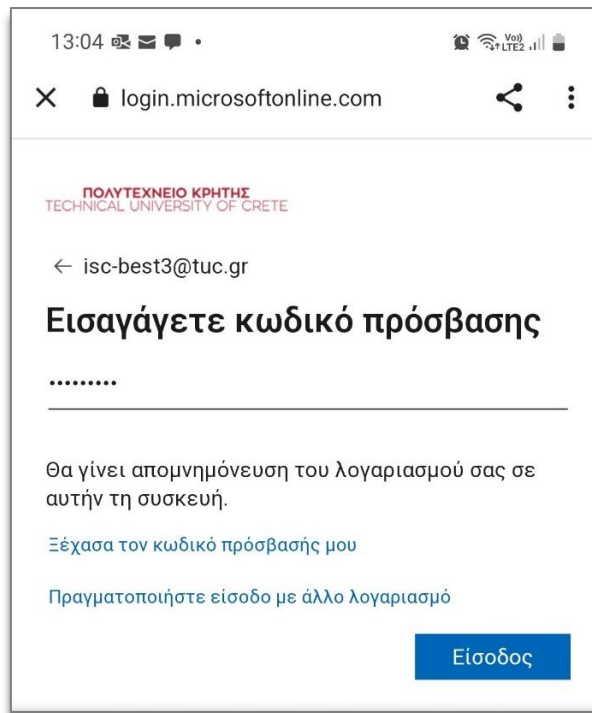 13:04
Vo))
LTE2
login.microsoftonline.com
ΠΟΛΥΤΕΧΝΕΙΟ ΚΡΗΤΗΣ
TECHNICAL UNIVERSITY OF CRETE
← isc-best3@tuc.gr
Εισαγάγετε κωδικό πρόσβασης
•••••••••
Θα γίνει απομνημόνευση του λογαριασμού σας σε
αυτήν τη συσκευή.
Ξέχασα τον κωδικό πρόσβασής μου
Πραγματοποιήστε είσοδο με άλλο λογαριασμό
Είσοδος